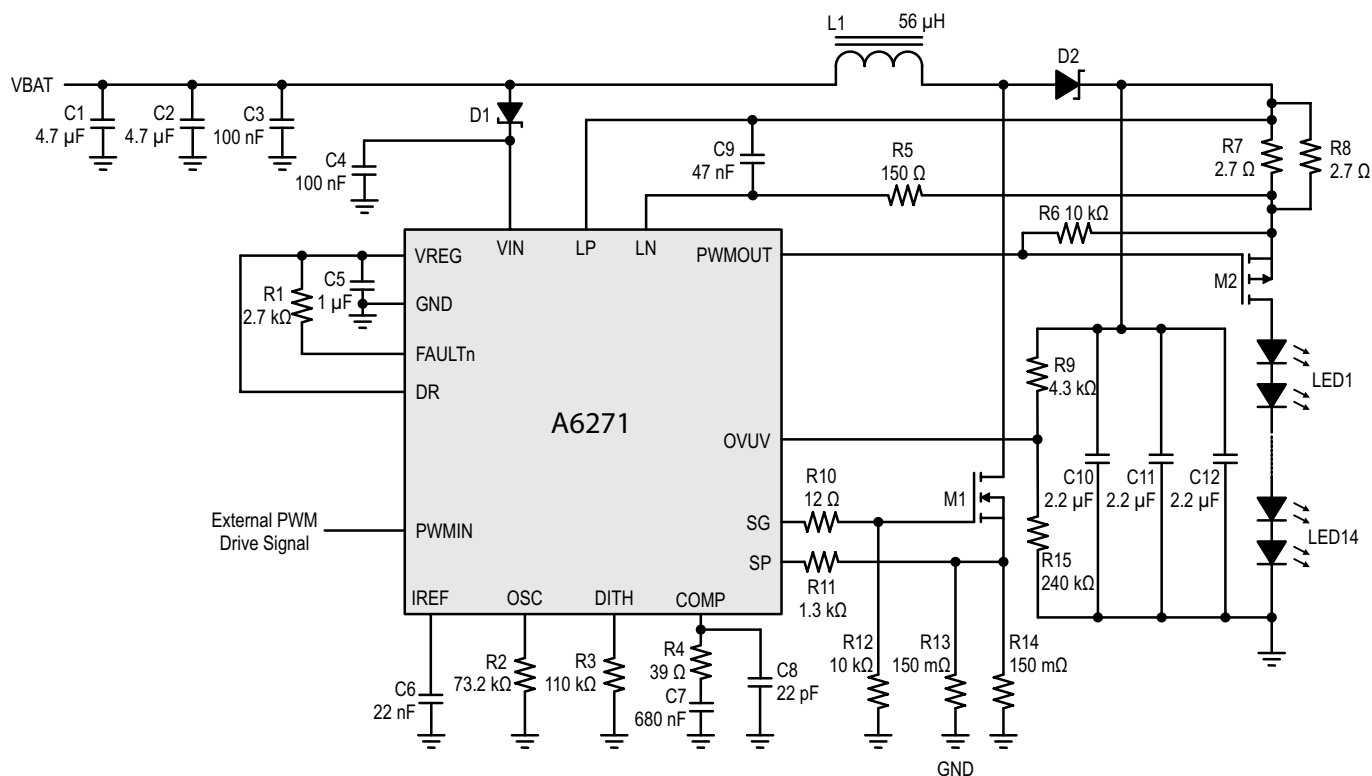 L1
56 µH
D2
VBAT
C1
4.7 µF
C2
4.7 µF
C3
100 nF
D1
C4
100 nF
C9
47 nF
R5
150 Ω
R7
2.7 Ω
R8
2.7 Ω
R6 10 kΩ
VIN
LP
LN
VREG
PWMOUT
M2
C5
1 µF
R1
2.7 kΩ
GND
FAULTn
DR
R9
4.3 kΩ
LED1
A6271
OVUV
R10
12 Ω
M1
C10
2.2 µF
C11
2.2 µF
C12
2.2 µF
External PWM
Drive Signal
PWMIN
SG
SP
LED14
R15
240 kΩ
R11
1.3 kΩ
IREF
OSC
DITH
COMP
R2
73.2 kΩ
R3
110 kΩ
R4
39 Ω
C8
22 pF
R12
10 kΩ
R13
150 mΩ
R14
150 mΩ
C6
22 nF
C7
680 nF
GND